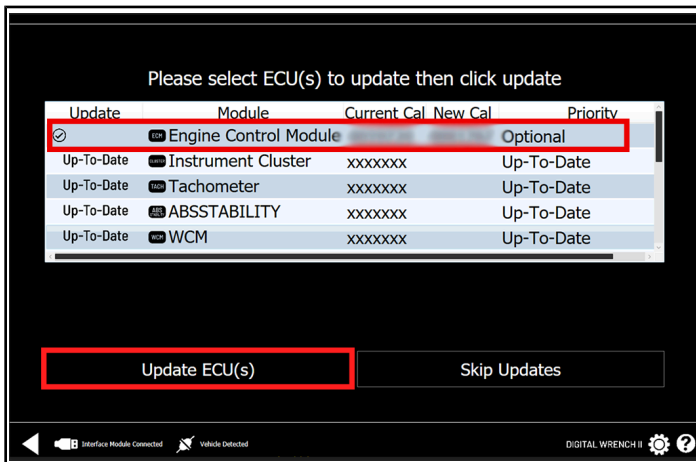 Please select ECU(s) to update then click update
Update Module Current Cal New Cal Priority
ECM Engine Control Module Optional
Up-To-Date CLUSTER Instrument Cluster xxxxxxx Up-To-Date
Up-To-Date TACH Tachometer xxxxxxx Up-To-Date
Up-To-Date ABS ABSSTABILITY xxxxxxx Up-To-Date
Up-To-Date WCM WCM xxxxxxx Up-To-Date
Update ECU(s) Skip Updates
Interface Module Connected Vehicle Detected DIGITAL WRENCH II ?